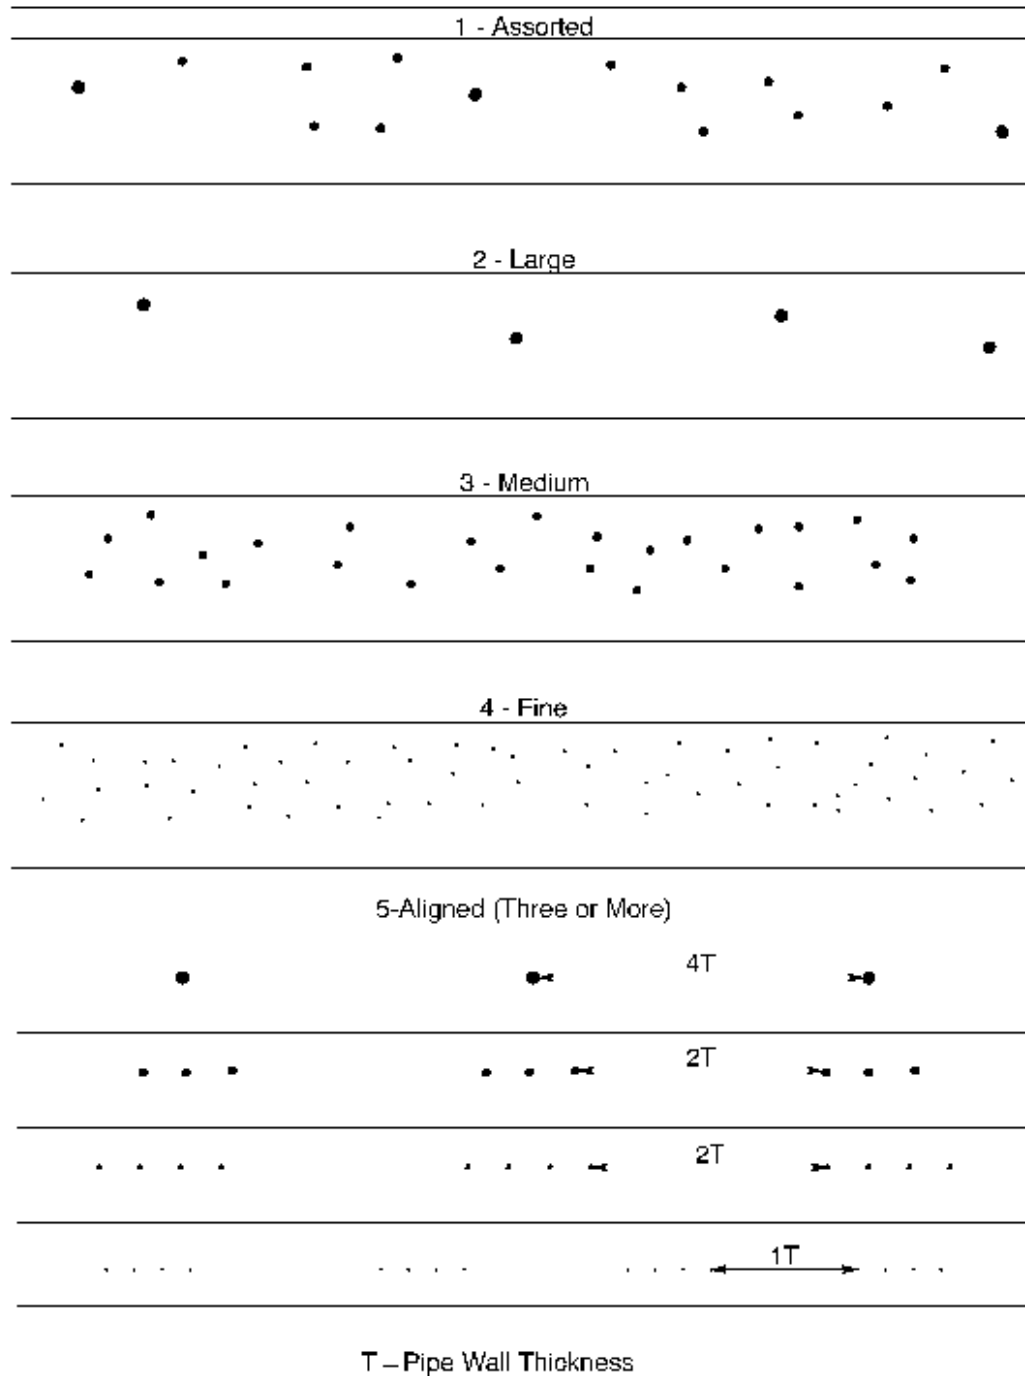 1 - Assorted
2 - Large
3 - Medium
4 - Fine
5-Aligned (Three or More)
4T
2T
2T
1T
T – Pipe Wall Thickness